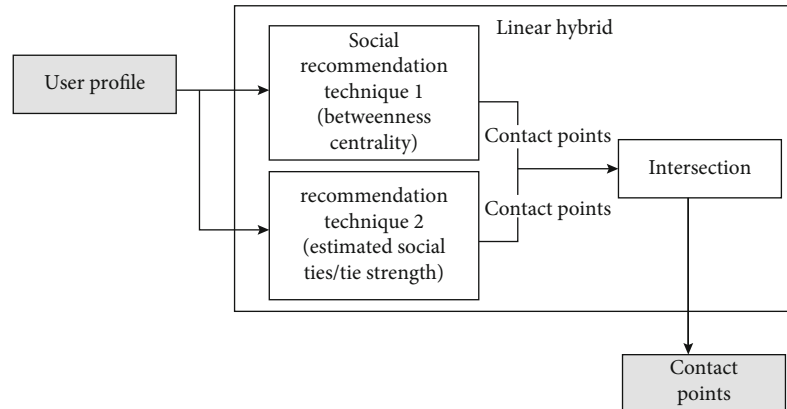 Linear hybrid
User profile
Social
recommendation
technique 1
(betweenness
centrality)
Contact points
Intersection
recommendation
technique 2
(estimated social
ties/tie strength)
Contact points
Contact
points